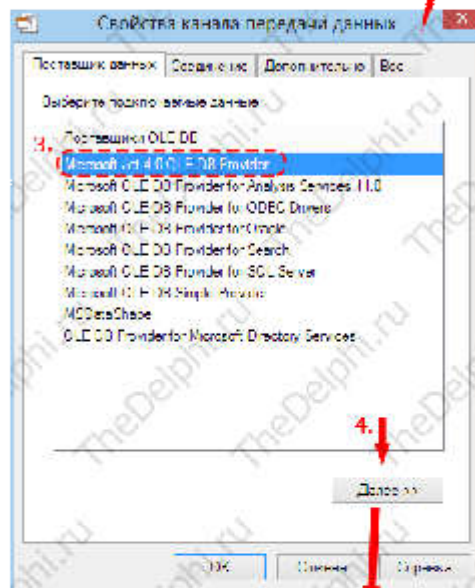 Свойства канала передачи данных
Поставщик данных
Соединение
Дополнительно
Все
Выберите подключаемые данные
3.
Поставщики OLE DB
Microsoft Jet 4.0 OLE DB Provider
Microsoft OLE DB Provider for Analysis Services 11.0
Microsoft OLE DB Provider for ODBC Drivers
Microsoft OLE DB Provider for Oracle
Microsoft OLE DB Provider for Search
Microsoft OLE DB Provider for SQL Server
Microsoft OLE DB Simple Provider
MSDataShape
OLE DB Provider for Microsoft Directory Services
4.
Далее >>
OK
Отмена
Справка
TheDelphi.ru